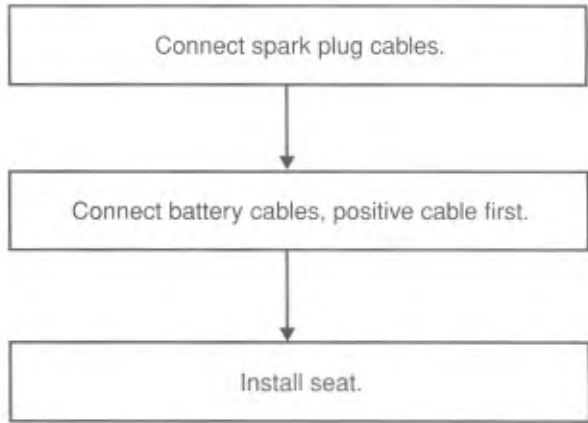 Connect spark plug cables.
Connect battery cables, positive cable first.
Install seat.